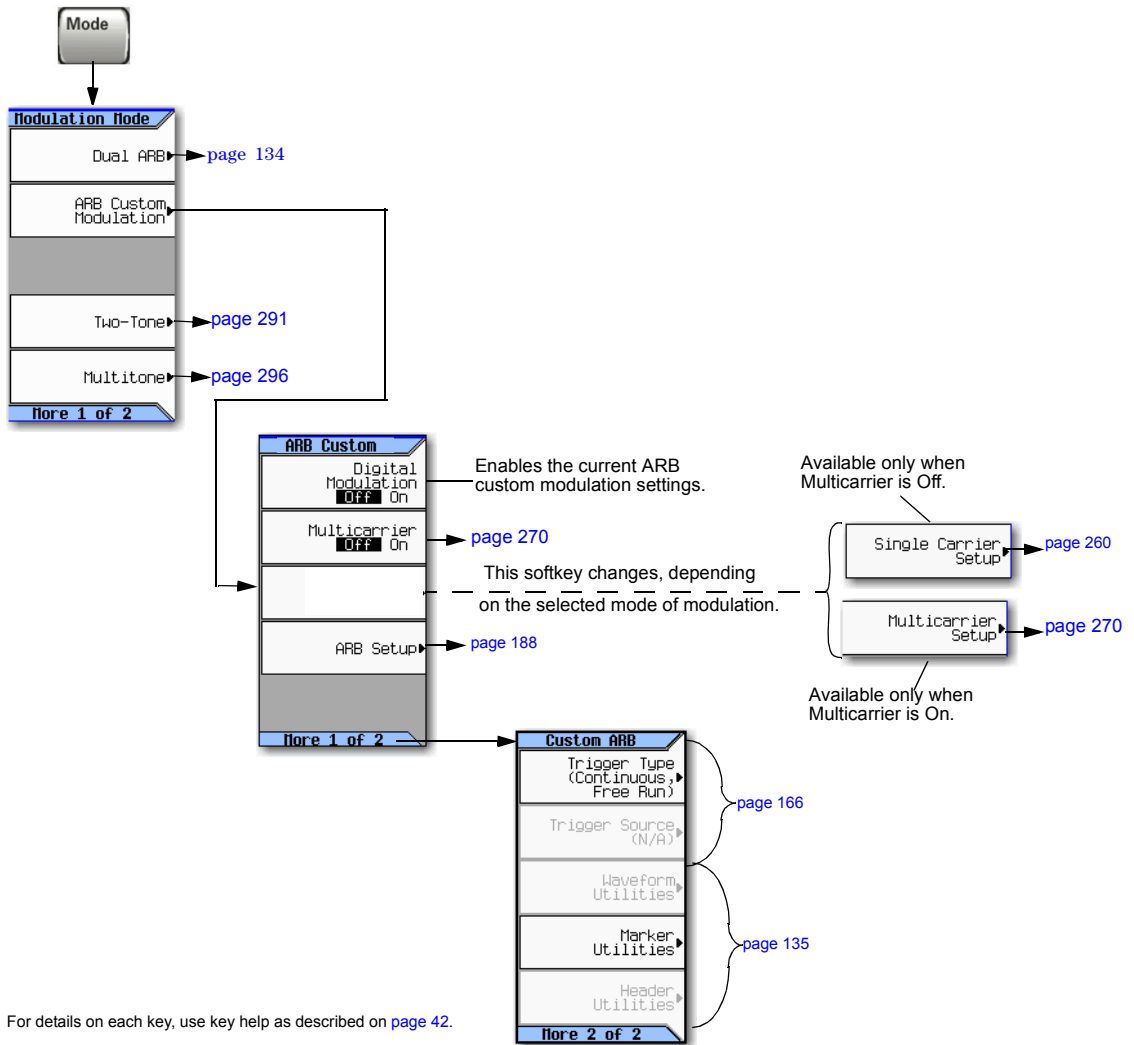 Mode
Modulation Mode
Dual ARB
page 134
ARB Custom
Modulation
Two-Tone
page 291
Multitone
page 296
More 1 of 2
ARB Custom
Digital
Modulation
Off On
Enables the current ARB
custom modulation settings.
Multicarrier
Off On
page 270
This softkey changes, depending
on the selected mode of modulation.
ARB Setup
page 188
More 1 of 2
Available only when
Multicarrier is Off.
Single Carrier
Setup
page 260
Multicarrier
Setup
page 270
Available only when
Multicarrier is On.
Custom ARB
Trigger Type
(Continuous,
Free Run)
Trigger Source
(N/A)
page 166
Waveform
Utilities
Marker
Utilities
Header
Utilities
page 135
More 2 of 2
For details on each key, use key help as described on page 42.